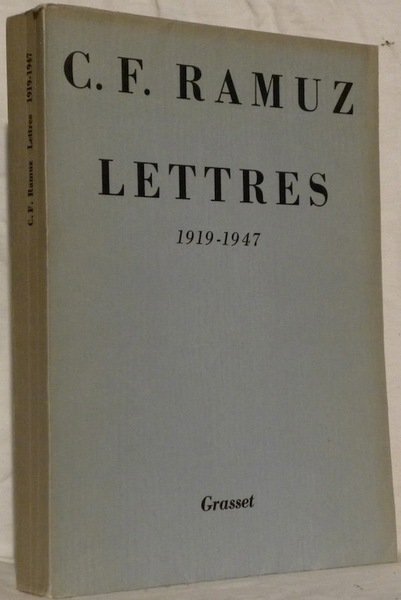 C. F. RAMUZ
LETTRES
1919-1947
Grasset
C. F. Ramuz Lettres 1919-1947